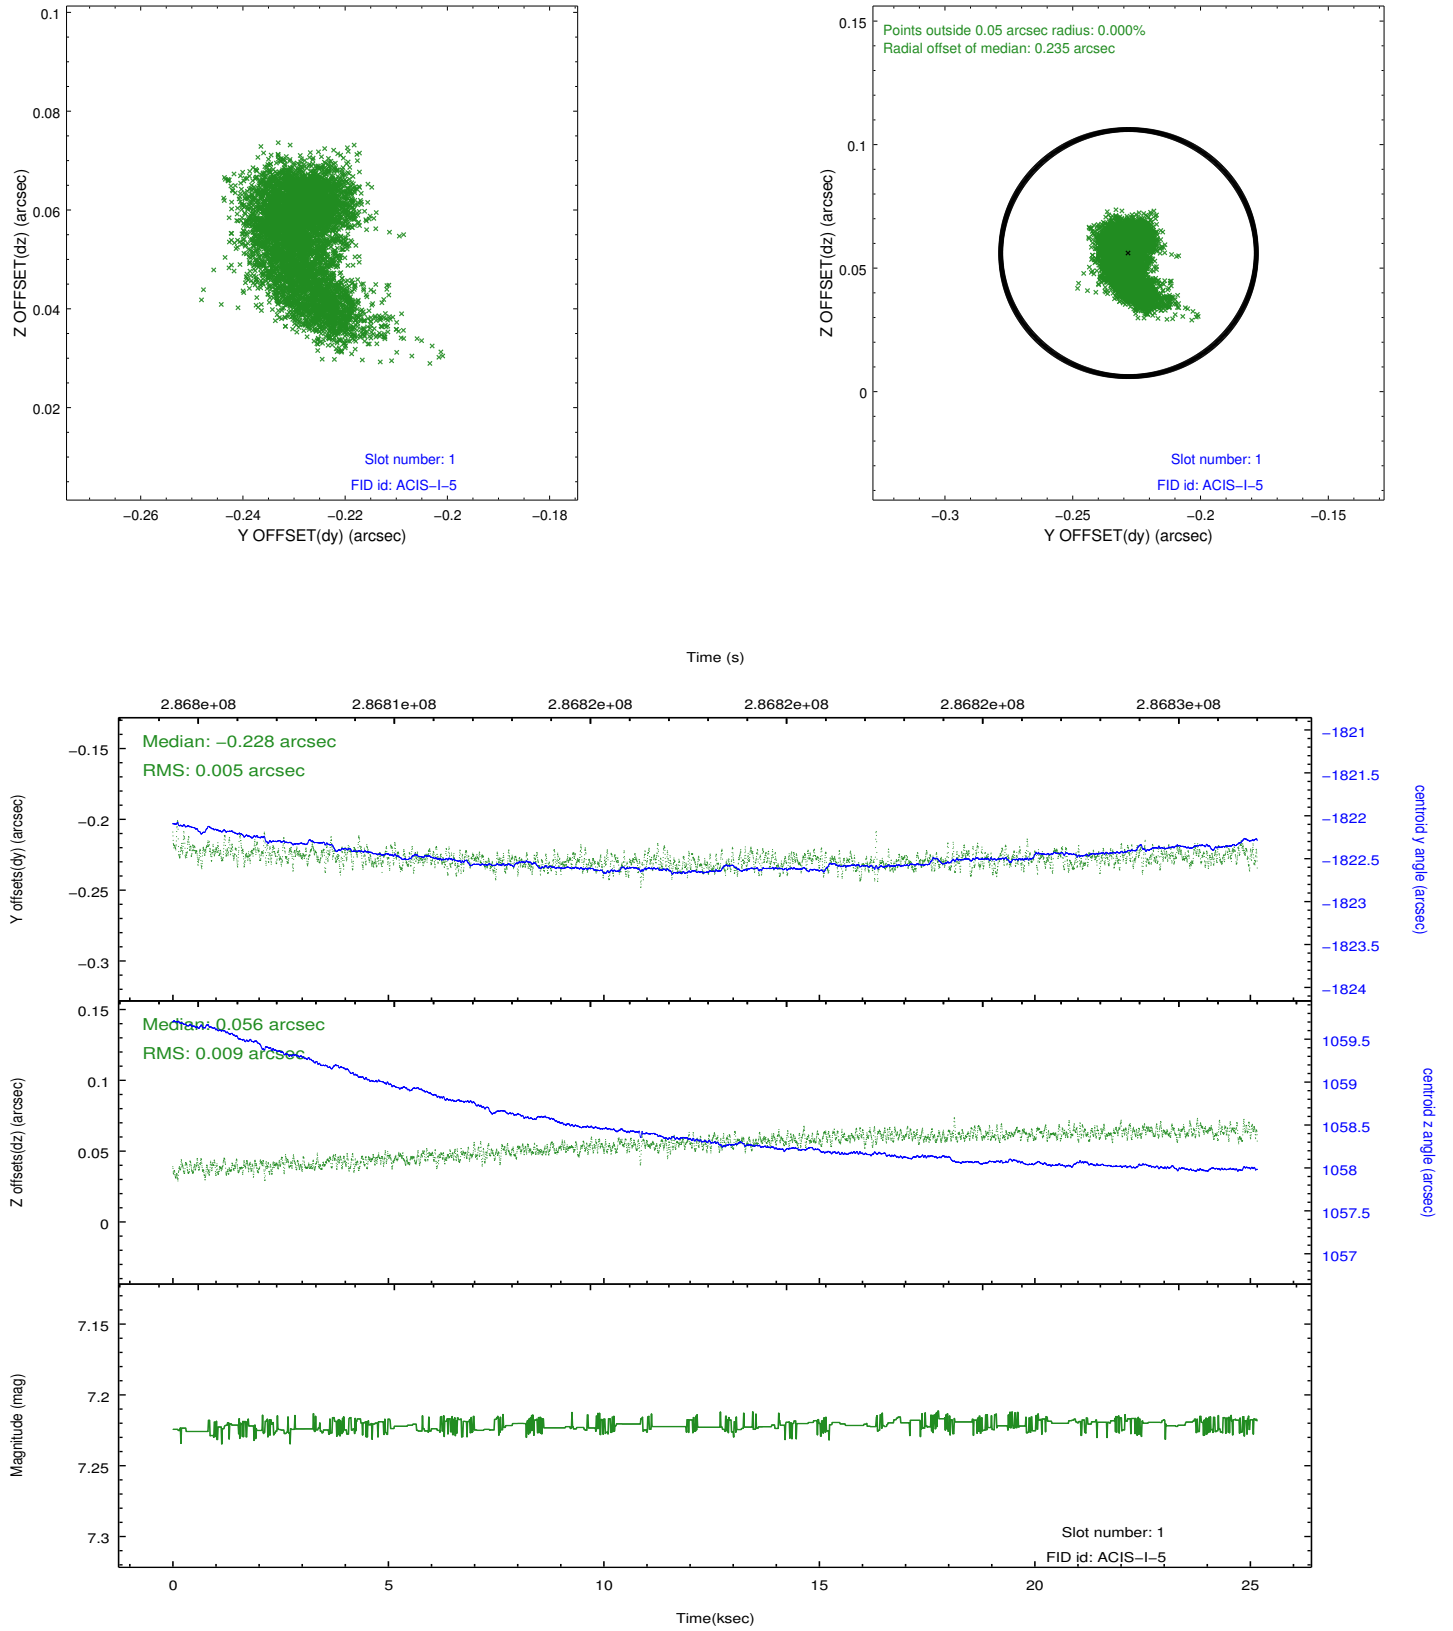 0.1
0.08
0.06
0.04
0.02
Z OFFSET(dz) (arcsec)
Slot number: 1
FID id: ACIS−I−5
−0.26 −0.24 −0.22 −0.2 −0.18
Y OFFSET(dy) (arcsec)
Points outside 0.05 arcsec radius: 0.000%
Radial offset of median: 0.235 arcsec
0.15
0.1
0.05
0
Z OFFSET(dz) (arcsec)
Slot number: 1
FID id: ACIS−I−5
−0.3 −0.25 −0.2 −0.15
Y OFFSET(dy) (arcsec)
Time (s)
2.868e+08 2.8681e+08 2.8682e+08 2.8682e+08 2.8682e+08 2.8683e+08
Median: −0.228 arcsec
RMS: 0.005 arcsec
−0.15
−0.2
−0.25
−0.3
Y offsets(dy) (arcsec)
−1821
−1821.5
−1822
−1822.5
−1823
−1823.5
−1824
centroid y angle (arcsec)
Median: 0.056 arcsec
RMS: 0.009 arcsec
0.15
0.1
0.05
0
Z offsets(dz) (arcsec)
1059.5
1059
1058.5
1058
1057.5
1057
centroid z angle (arcsec)
7.15
7.2
7.25
7.3
Magnitude (mag)
Slot number: 1
FID id: ACIS−I−5
0 5 10 15 20 25
Time(ksec)